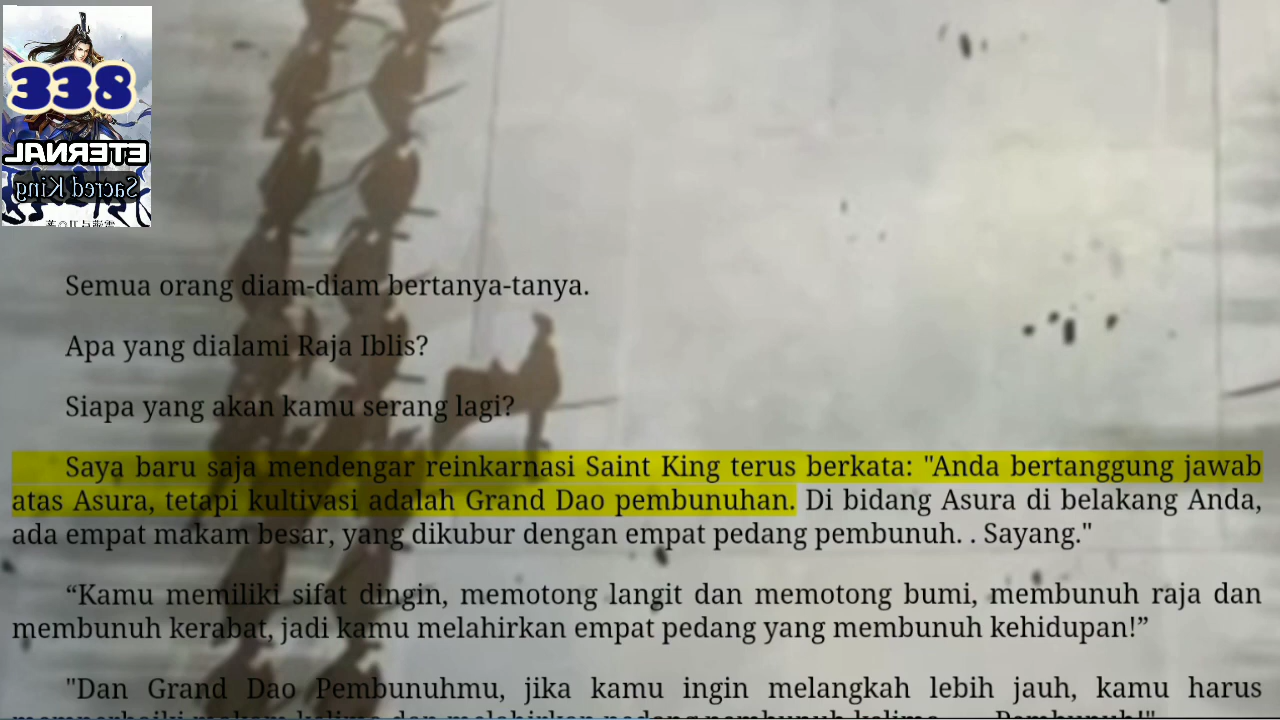 338
ETERNAL
Sacred King
Semua orang diam-diam bertanya-tanya.
Apa yang dialami Raja Iblis?
Siapa yang akan kamu serang lagi?
Saya baru saja mendengar reinkarnasi Saint King terus berkata: "Anda bertanggung jawab
atas Asura, tetapi kultivasi adalah Grand Dao pembunuhan. Di bidang Asura di belakang Anda,
ada empat makam besar, yang dikubur dengan empat pedang pembunuh. . Sayang."
“Kamu memiliki sifat dingin, memotong langit dan memotong bumi, membunuh raja dan
membunuh kerabat, jadi kamu melahirkan empat pedang yang membunuh kehidupan!”
"Dan Grand Dao Pembunuhmu, jika kamu ingin melangkah lebih jauh, kamu harus